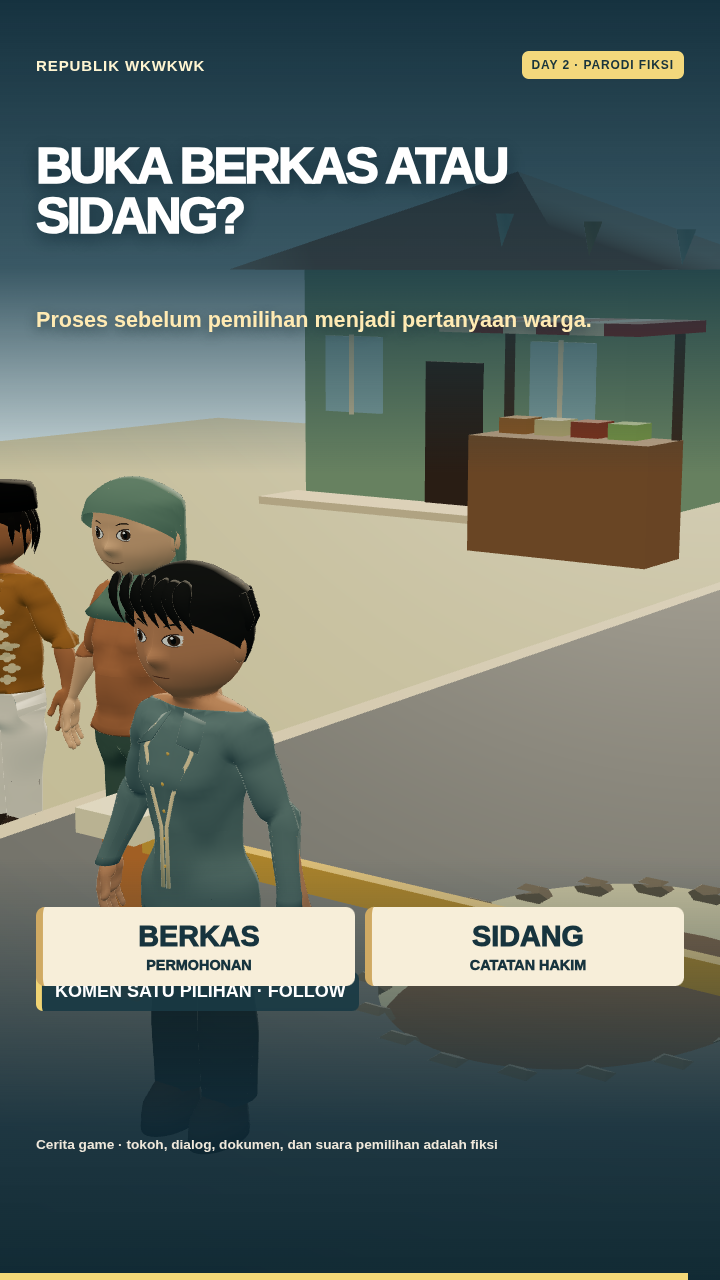 REPUBLIK WKWKWK
DAY 2 · PARODI FIKSI
BUKA BERKAS ATAU
SIDANG?
Proses sebelum pemilihan menjadi pertanyaan warga.
BERKAS
PERMOHONAN
SIDANG
CATATAN HAKIM
KOMEN SATU PILIHAN · FOLLOW
Cerita game · tokoh, dialog, dokumen, dan suara pemilihan adalah fiksi